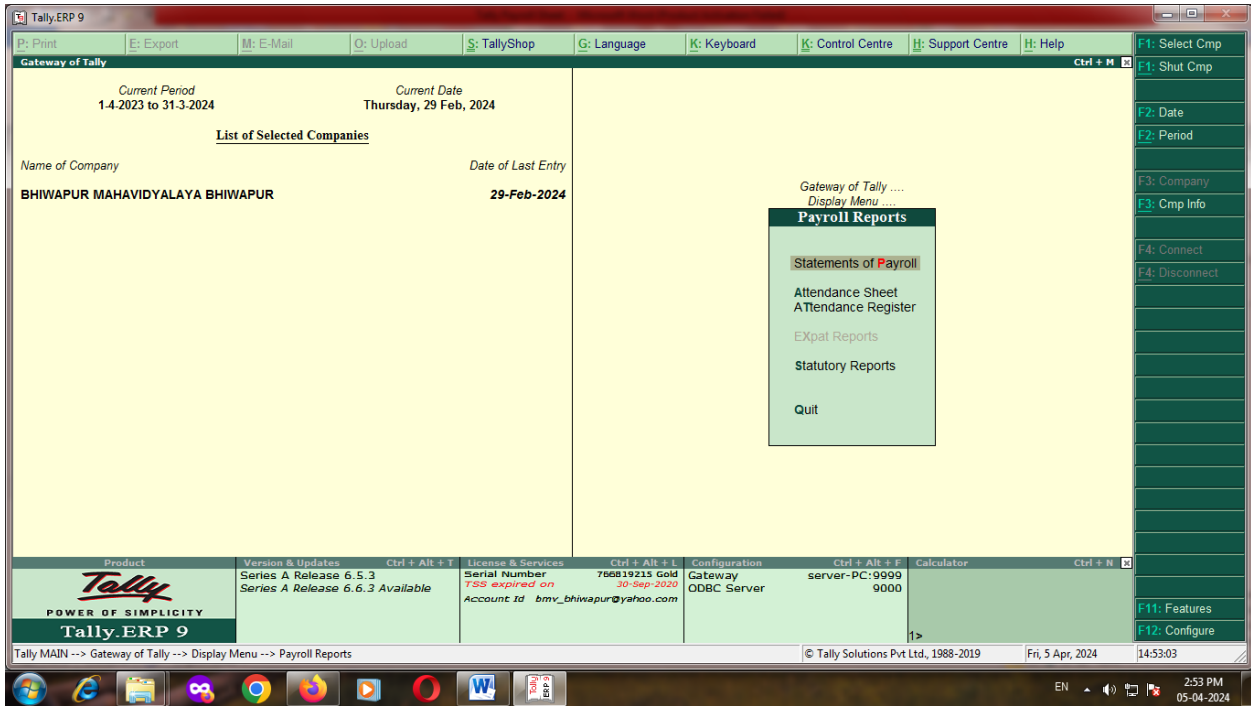 Tally.ERP 9
P: Print E: Export M: E-Mail O: Upload S: TallyShop G: Language K: Keyboard K: Control Centre H: Support Centre H: Help
Gateway of Tally Ctrl + M
Current Period Current Date
1-4-2023 to 31-3-2024 Thursday, 29 Feb, 2024
List of Selected Companies
Name of Company Date of Last Entry
BHIWAPUR MAHAVIDYALAYA BHIWAPUR 29-Feb-2024
Gateway of Tally ....
Display Menu ....
Payroll Reports
Statements of Payroll
Attendance Sheet
ATtendance Register
EXpat Reports
Statutory Reports
Quit
F1: Select Cmp
F1: Shut Cmp
F2: Date
F2: Period
F3: Company
F3: Cmp Info
F4: Connect
F4: Disconnect
F11: Features
F12: Configure
Product
Tally
POWER OF SIMPLICITY
Tally.ERP 9
Version & Updates Ctrl + Alt + T
Series A Release 6.5.3
Series A Release 6.6.3 Available
License & Services Ctrl + Alt + L
Serial Number 766819215 Gold
TSS expired on 30-Sep-2020
Account Id bmv_bhiwapur@yahoo.com
Configuration Ctrl + Alt + F
Gateway server-PC:9999
ODBC Server 9000
Calculator Ctrl + N
1>
Tally MAIN --> Gateway of Tally --> Display Menu --> Payroll Reports © Tally Solutions Pvt Ltd., 1988-2019 Fri, 5 Apr, 2024 14:53:03
EN 2:53 PM
05-04-2024